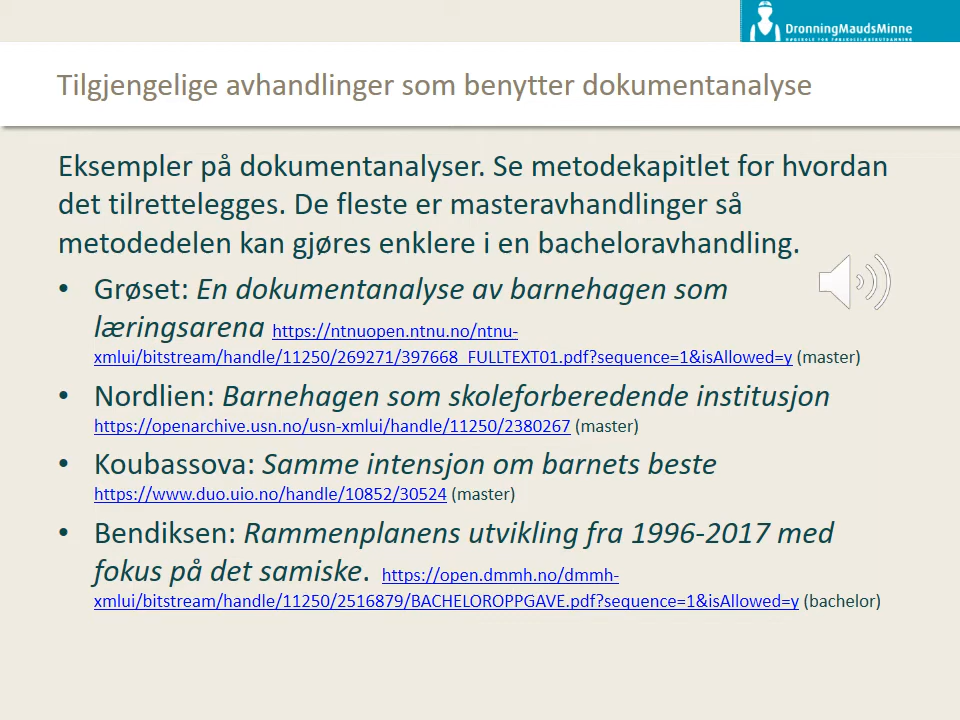 DronningMaudsMinne
HØGSKOLE FOR FØRSKOLELÆRERUTDANNING
Tilgjengelige avhandlinger som benytter dokumentanalyse
Eksempler på dokumentanalyser. Se metodekapitlet for hvordan
det tilrettelegges. De fleste er masteravhandlinger så
metodedelen kan gjøres enklere i en bacheloravhandling.
• Grøset: En dokumentanalyse av barnehagen som
læringsarena https://ntnuopen.ntnu.no/ntnu-
xmlui/bitstream/handle/11250/269271/397668_FULLTEXT01.pdf?sequence=1&isAllowed=y (master)
• Nordlien: Barnehagen som skoleforberedende institusjon
https://openarchive.usn.no/usn-xmlui/handle/11250/2380267 (master)
• Koubassova: Samme intensjon om barnets beste
https://www.duo.uio.no/handle/10852/30524 (master)
• Bendiksen: Rammenplanens utvikling fra 1996-2017 med
fokus på det samiske. https://open.dmmh.no/dmmh-
xmlui/bitstream/handle/11250/2516879/BACHELOROPPGAVE.pdf?sequence=1&isAllowed=y (bachelor)